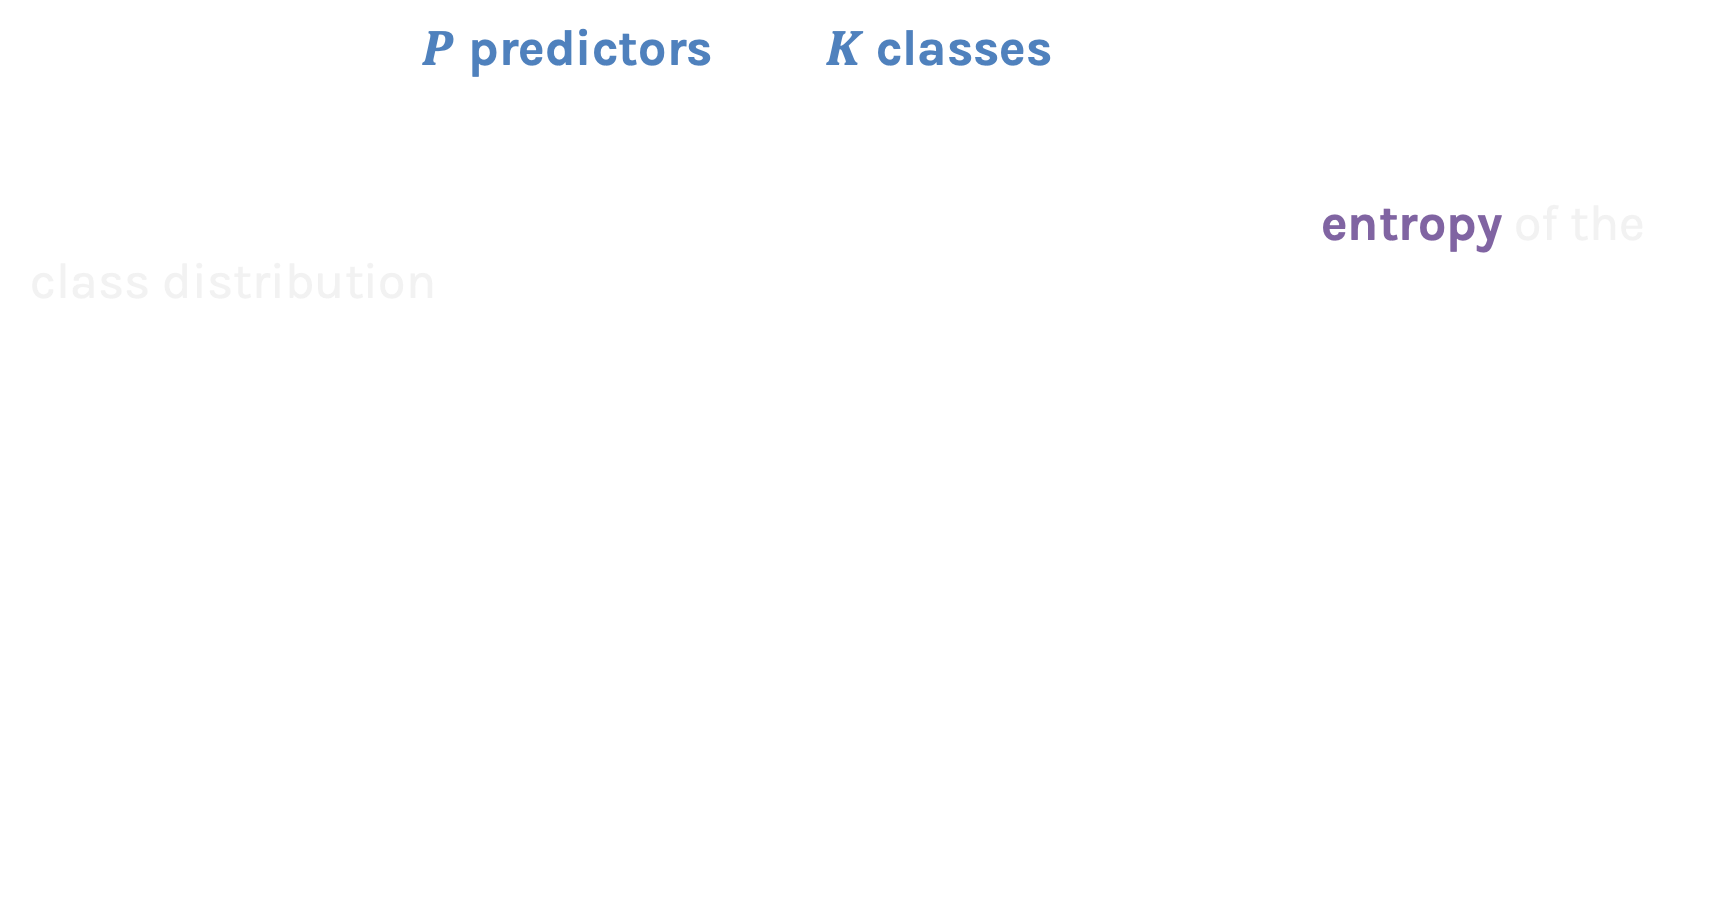 P predictors K classes
entropy of the
class distribution